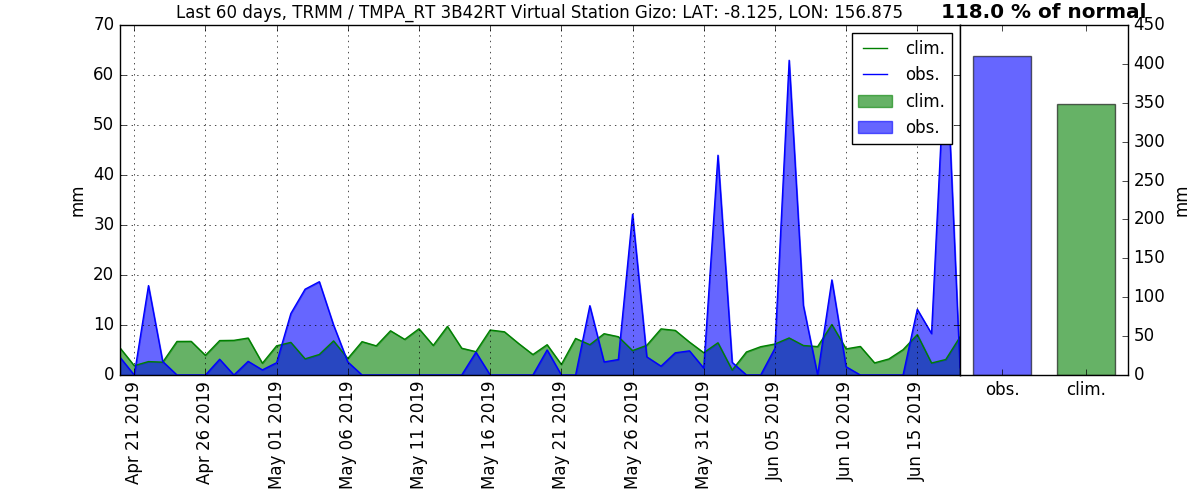 Last 60 days, TRMM / TMPA_RT 3B42RT Virtual Station Gizo: LAT: -8.125, LON: 156.875
118.0 % of normal
70
60
50
40
30
20
10
0
mm
clim.
obs.
clim.
obs.
Apr 21 2019
Apr 26 2019
May 01 2019
May 06 2019
May 11 2019
May 16 2019
May 21 2019
May 26 2019
May 31 2019
Jun 05 2019
Jun 10 2019
Jun 15 2019
450
400
350
300
250
200
150
100
50
0
mm
obs.
clim.